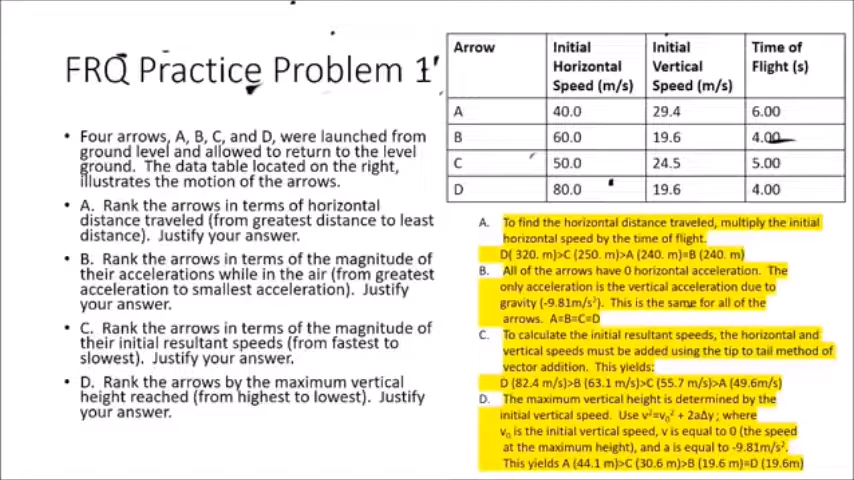 FRQ Practice Problem 1
• Four arrows, A, B, C, and D, were launched from
ground level and allowed to return to the level
ground. The data table located on the right,
illustrates the motion of the arrows.
• A. Rank the arrows in terms of horizontal
distance traveled (from greatest distance to least
distance). Justify your answer.
• B. Rank the arrows in terms of the magnitude of
their accelerations while in the air (from greatest
acceleration to smallest acceleration). Justify
your answer.
• C. Rank the arrows in terms of the magnitude of
their initial resultant speeds (from fastest to
slowest). Justify your answer.
• D. Rank the arrows by the maximum vertical
height reached (from highest to lowest). Justify
your answer.
Arrow Initial Horizontal Speed (m/s) Initial Vertical Speed (m/s) Time of Flight (s)
A 40.0 29.4 6.00
B 60.0 19.6 4.00
C 50.0 24.5 5.00
D 80.0 19.6 4.00
A. To find the horizontal distance traveled, multiply the initial
horizontal speed by the time of flight.
D( 320. m)>C (250. m)>A (240. m)=B (240. m)
B. All of the arrows have 0 horizontal acceleration. The
only acceleration is the vertical acceleration due to
gravity (-9.81m/s²). This is the same for all of the
arrows. A=B=C=D
C. To calculate the initial resultant speeds, the horizontal and
vertical speeds must be added using the tip to tail method of
vector addition. This yields:
D (82.4 m/s)>B (63.1 m/s)>C (55.7 m/s)>A (49.6m/s)
D. The maximum vertical height is determined by the
initial vertical speed. Use v²=v₀² + 2aΔy ; where
v₀ is the initial vertical speed, v is equal to 0 (the speed
at the maximum height), and a is equal to -9.81m/s².
This yields A (44.1 m)>C (30.6 m)>B (19.6 m)=D (19.6m)